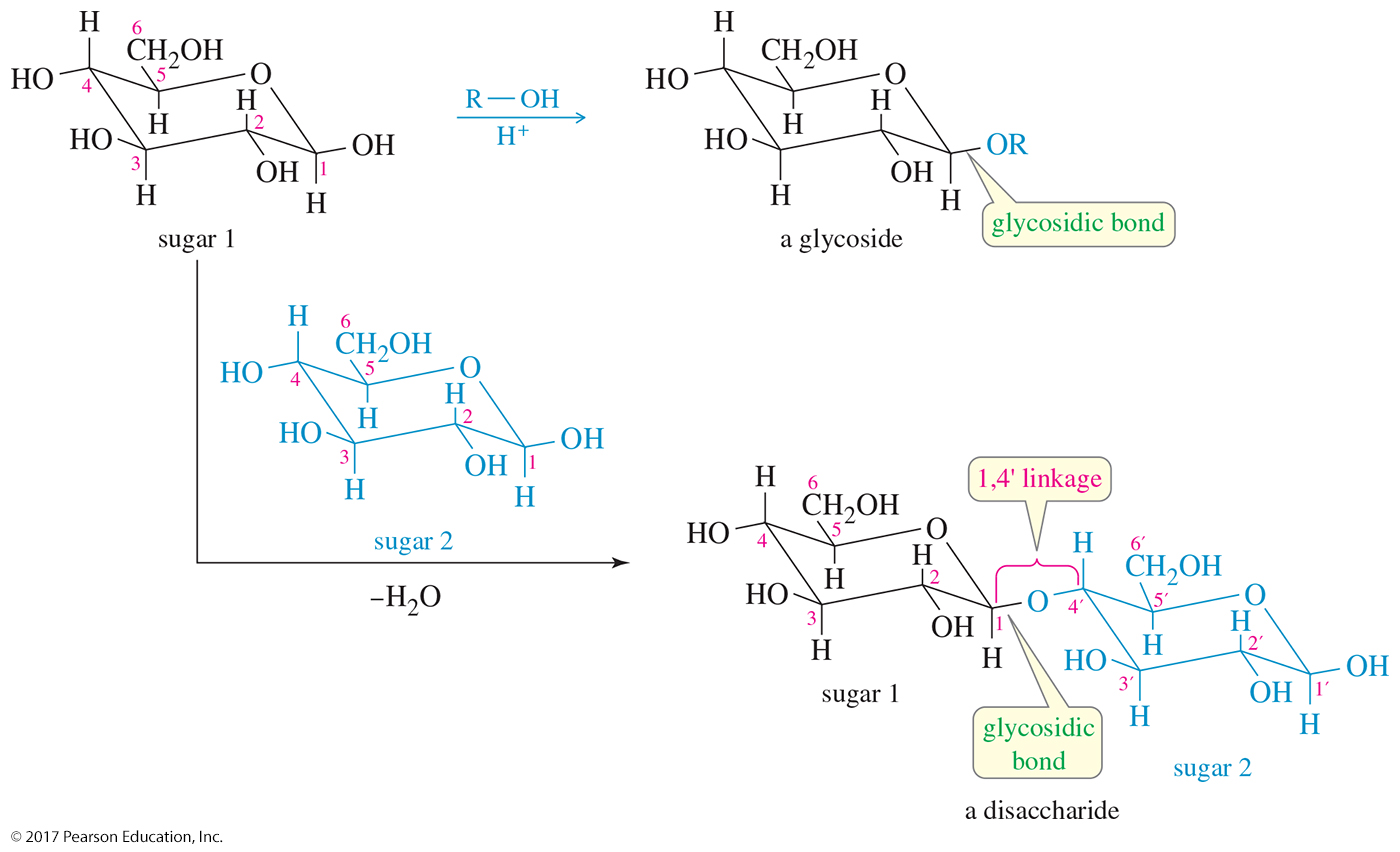 H
6
CH₂OH
HO
4
5
O
H
H
2
HO
3
OH
1
OH
H
H
sugar 1
R — OH
H⁺
H
CH₂OH
HO
O
H
H
HO
OH
OR
H
H
glycosidic bond
a glycoside
H
6
CH₂OH
HO
4
5
O
H
H
2
HO
3
OH
1
OH
H
H
sugar 2
−H₂O
1,4' linkage
H
6
CH₂OH
HO
4
5
O
H
H
2
HO
3
OH
1
H
H
sugar 1
O
H
6′
CH₂OH
4′
5′
O
H
H
2′
HO
3′
OH
1′
OH
H
H
glycosidic
bond
sugar 2
a disaccharide
© 2017 Pearson Education, Inc.